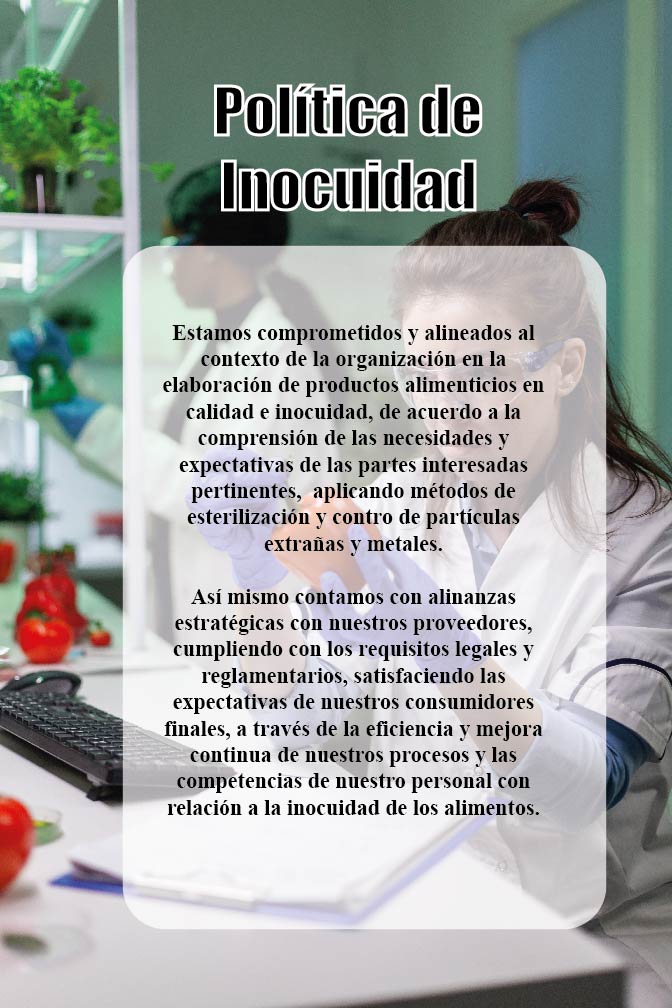 Política de
Inocuidad
Estamos comprometidos y alineados al
contexto de la organización en la
elaboración de productos alimenticios en
calidad e inocuidad, de acuerdo a la
comprensión de las necesidades y
expectativas de las partes interesadas
pertinentes,  aplicando métodos de
esterilización y contro de partículas
extrañas y metales.
Así mismo contamos con alinanzas
estratégicas con nuestros proveedores,
cumpliendo con los requisitos legales y
reglamentarios, satisfaciendo las
expectativas de nuestros consumidores
finales, a través de la eficiencia y mejora
continua de nuestros procesos y las
competencias de nuestro personal con
relación a la inocuidad de los alimentos.